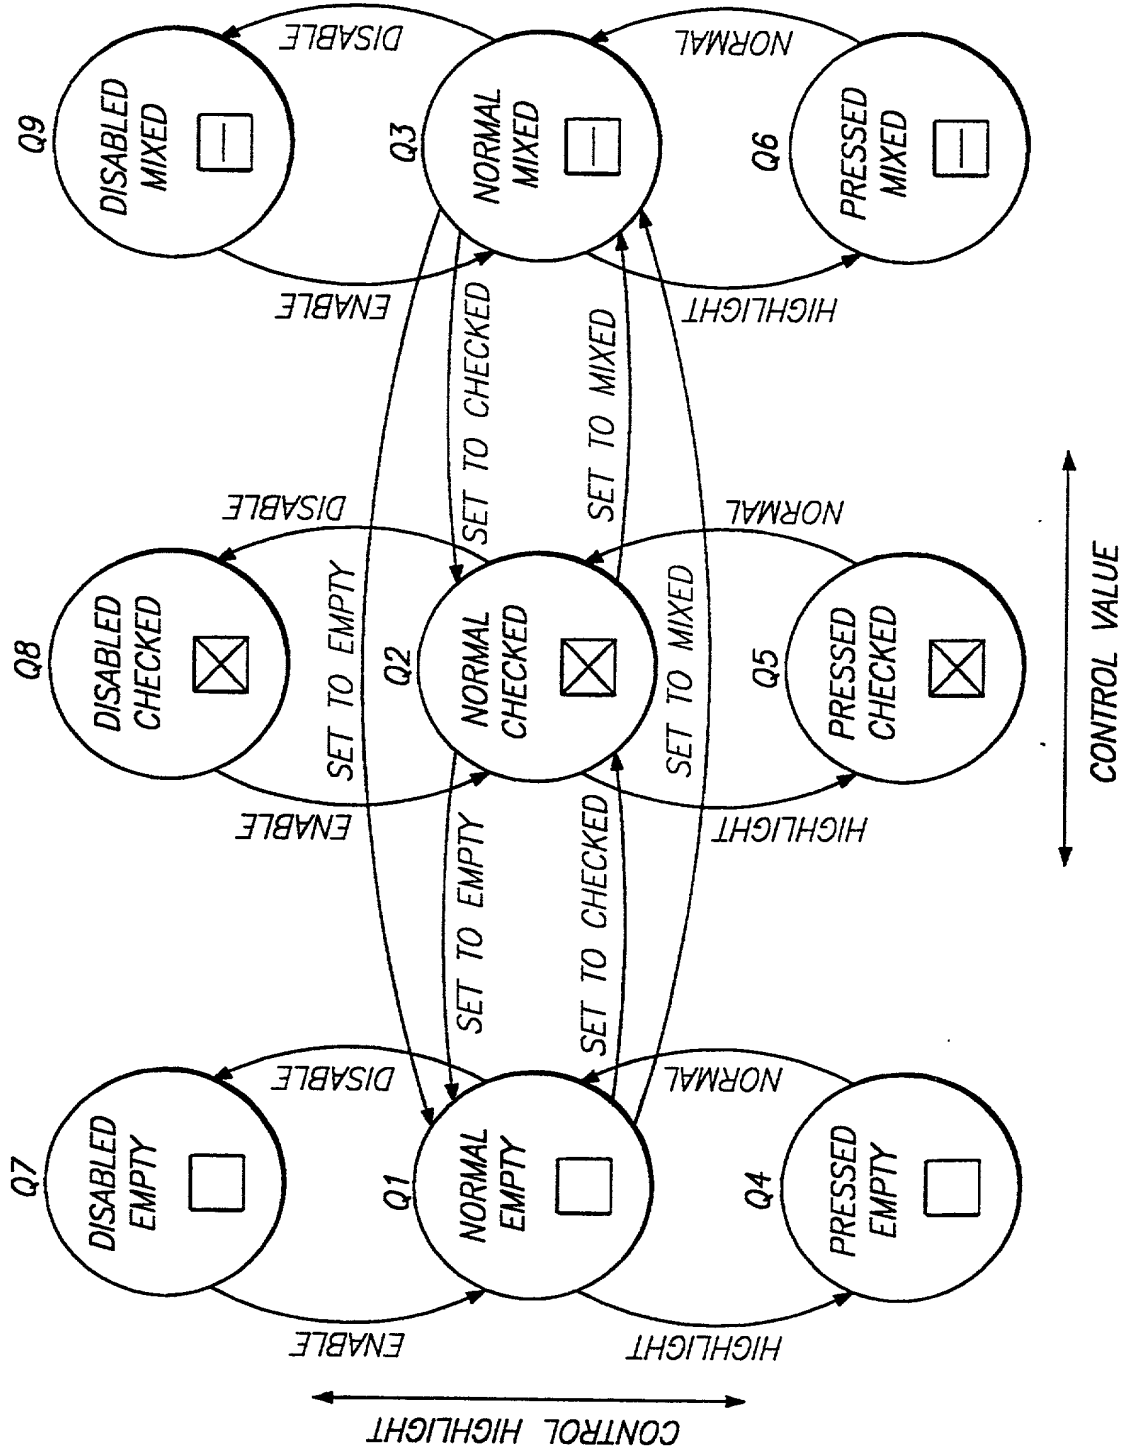 Q7
DISABLED
EMPTY
Q8
DISABLED
CHECKED
Q9
DISABLED
MIXED
ENABLE
DISABLE
ENABLE
DISABLE
ENABLE
DISABLE
SET TO EMPTY
Q1
NORMAL
EMPTY
SET TO EMPTY
Q2
NORMAL
CHECKED
SET TO CHECKED
Q3
NORMAL
MIXED
SET TO CHECKED
SET TO MIXED
SET TO MIXED
HIGHLIGHT
NORMAL
HIGHLIGHT
NORMAL
HIGHLIGHT
NORMAL
Q4
PRESSED
EMPTY
Q5
PRESSED
CHECKED
Q6
PRESSED
MIXED
CONTROL HIGHLIGHT
CONTROL VALUE